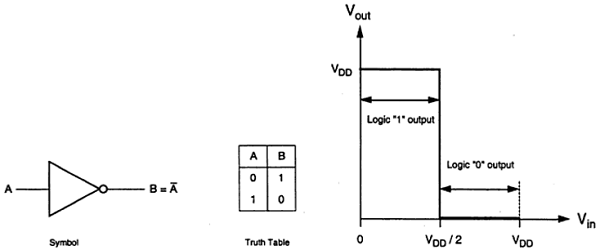 V_out
V_DD
Logic "1" output
Logic "0" output
A
B = A̅
A B
0 1
1 0
0
V_DD / 2
V_DD
V_in
Symbol
Truth Table